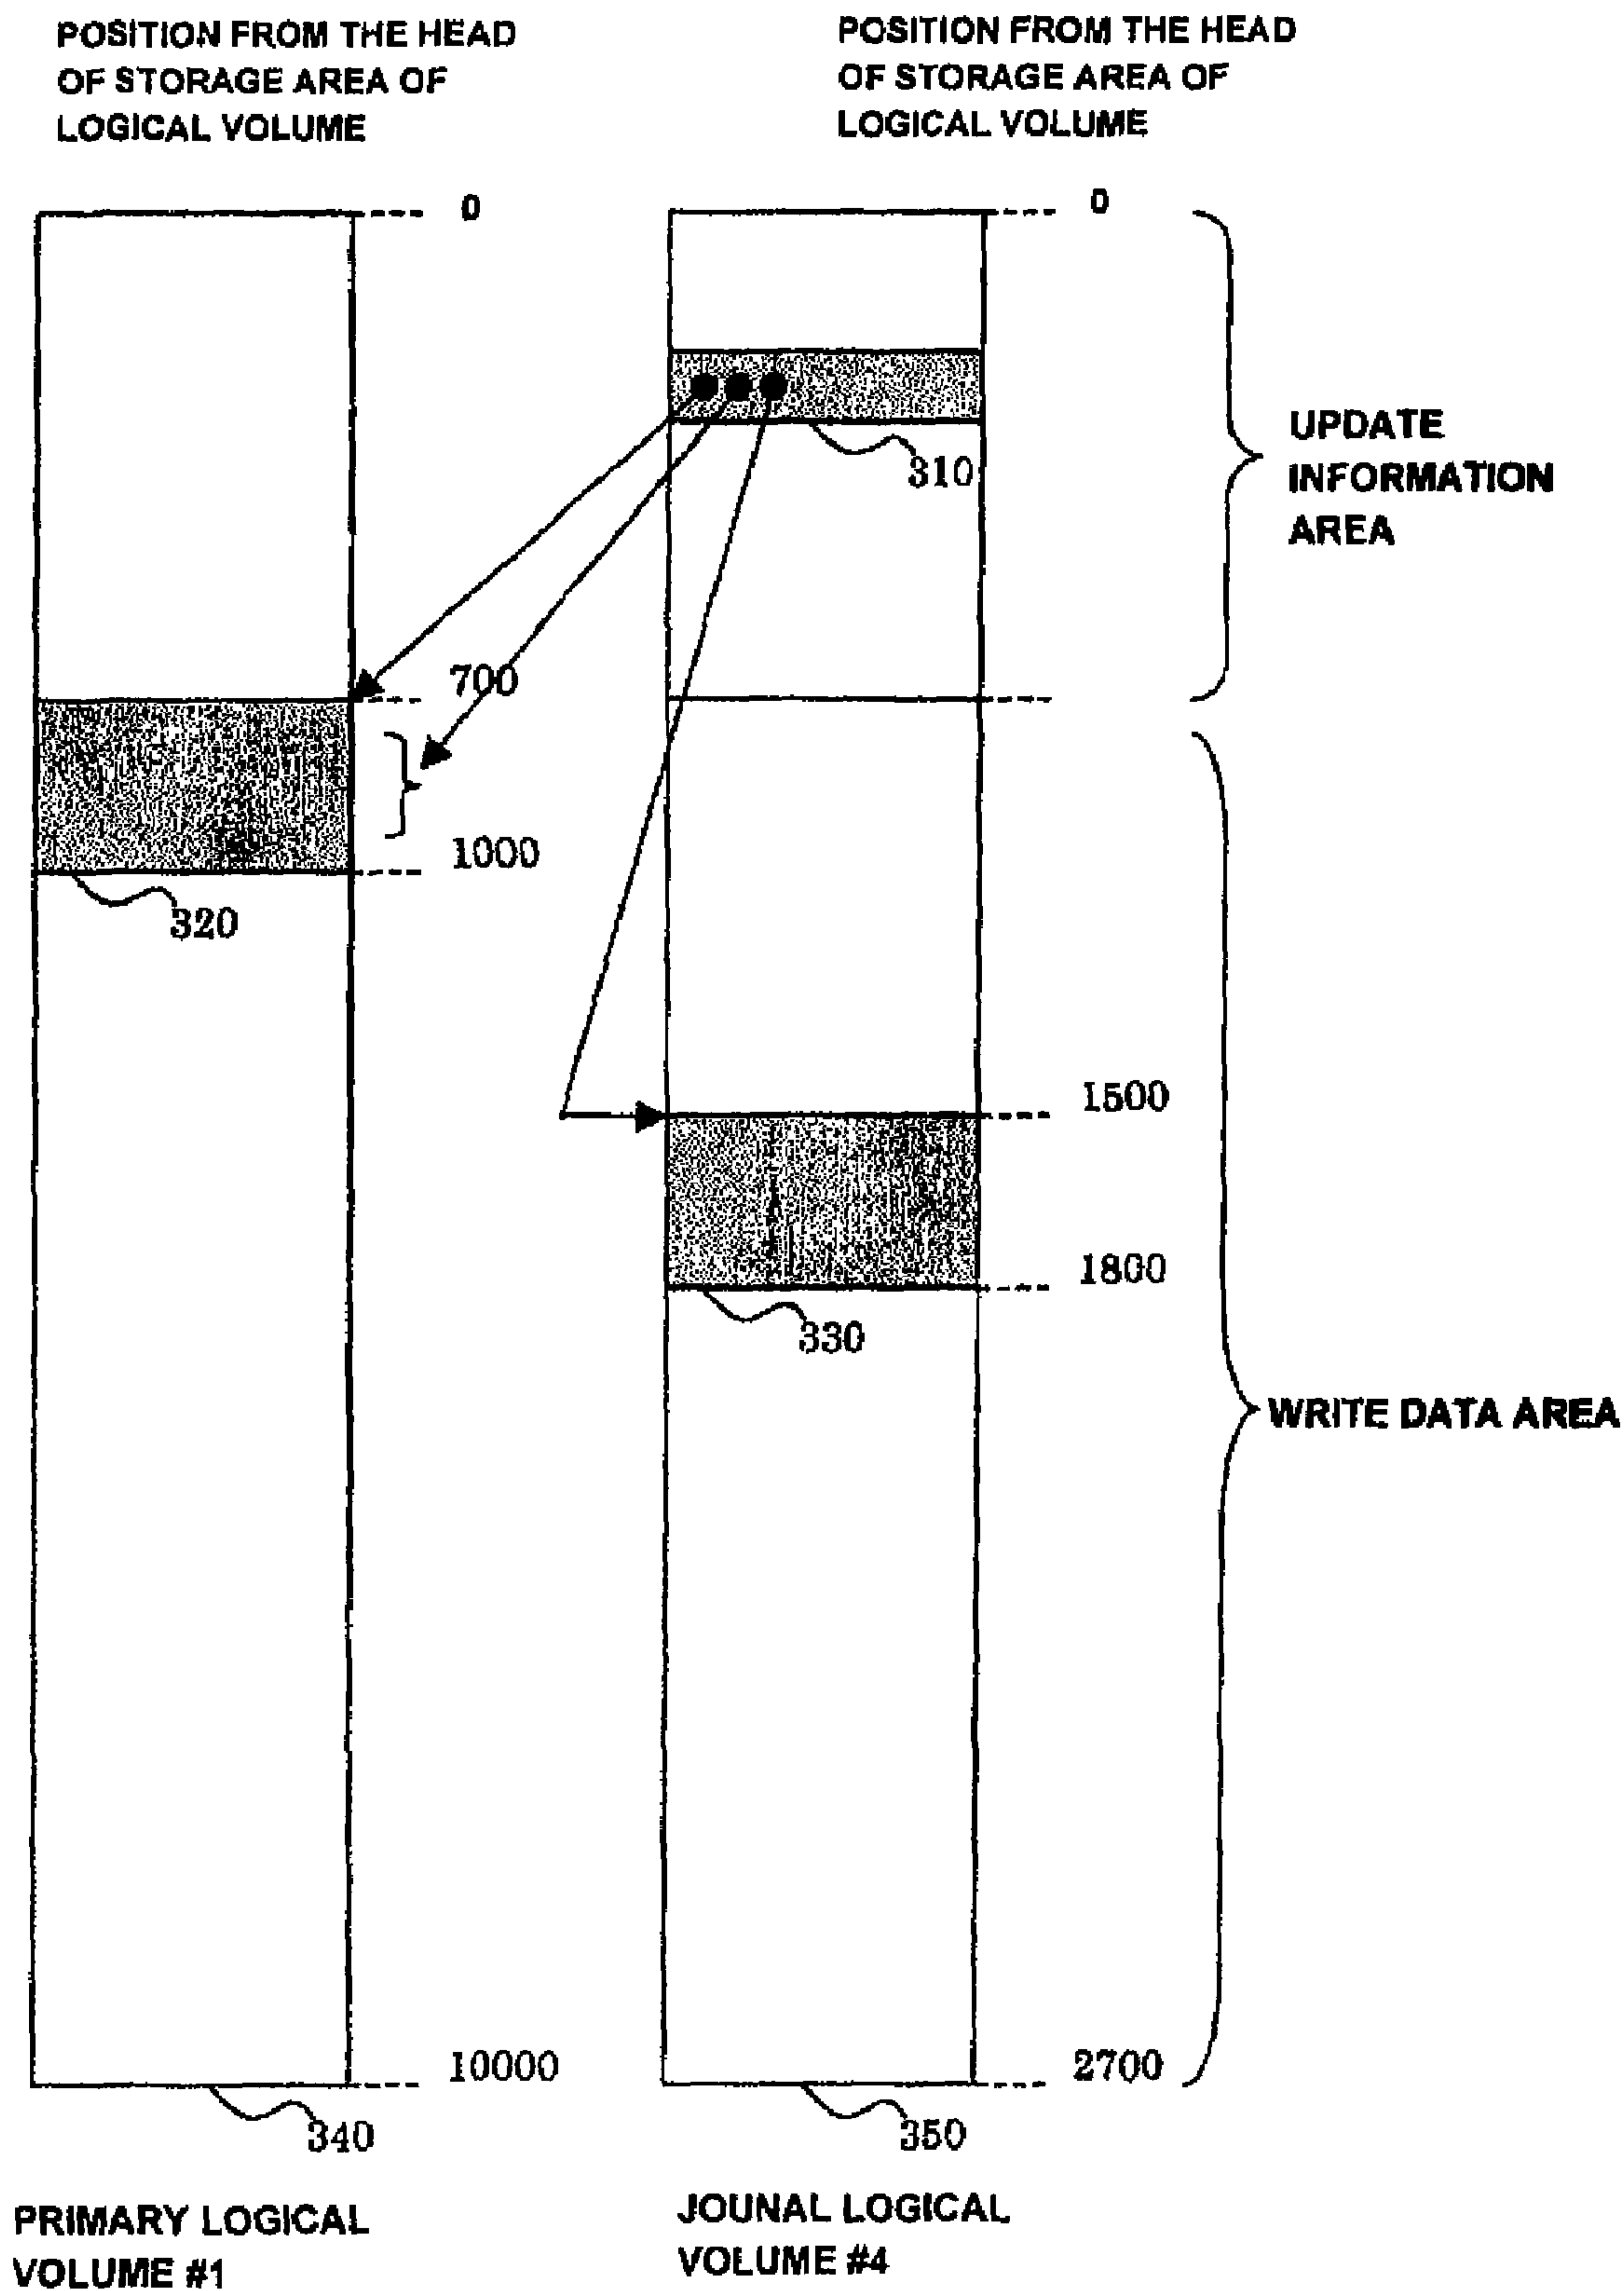 POSITION FROM THE HEAD
OF STORAGE AREA OF
LOGICAL VOLUME
POSITION FROM THE HEAD
OF STORAGE AREA OF
LOGICAL VOLUME
0
0
310
UPDATE
INFORMATION
AREA
700
1000
320
1500
1800
330
WRITE DATA AREA
10000
2700
340
350
PRIMARY LOGICAL
VOLUME #1
JOUNAL LOGICAL
VOLUME #4